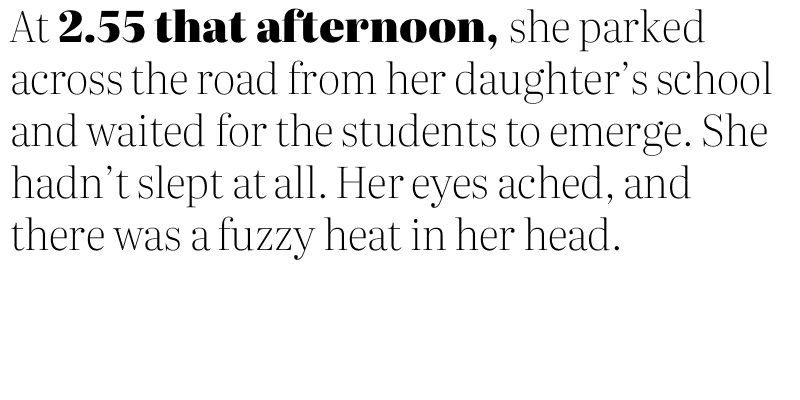 At 2.55 that afternoon, she parked
across the road from her daughter’s school
and waited for the students to emerge. She
hadn’t slept at all. Her eyes ached, and
there was a fuzzy heat in her head.